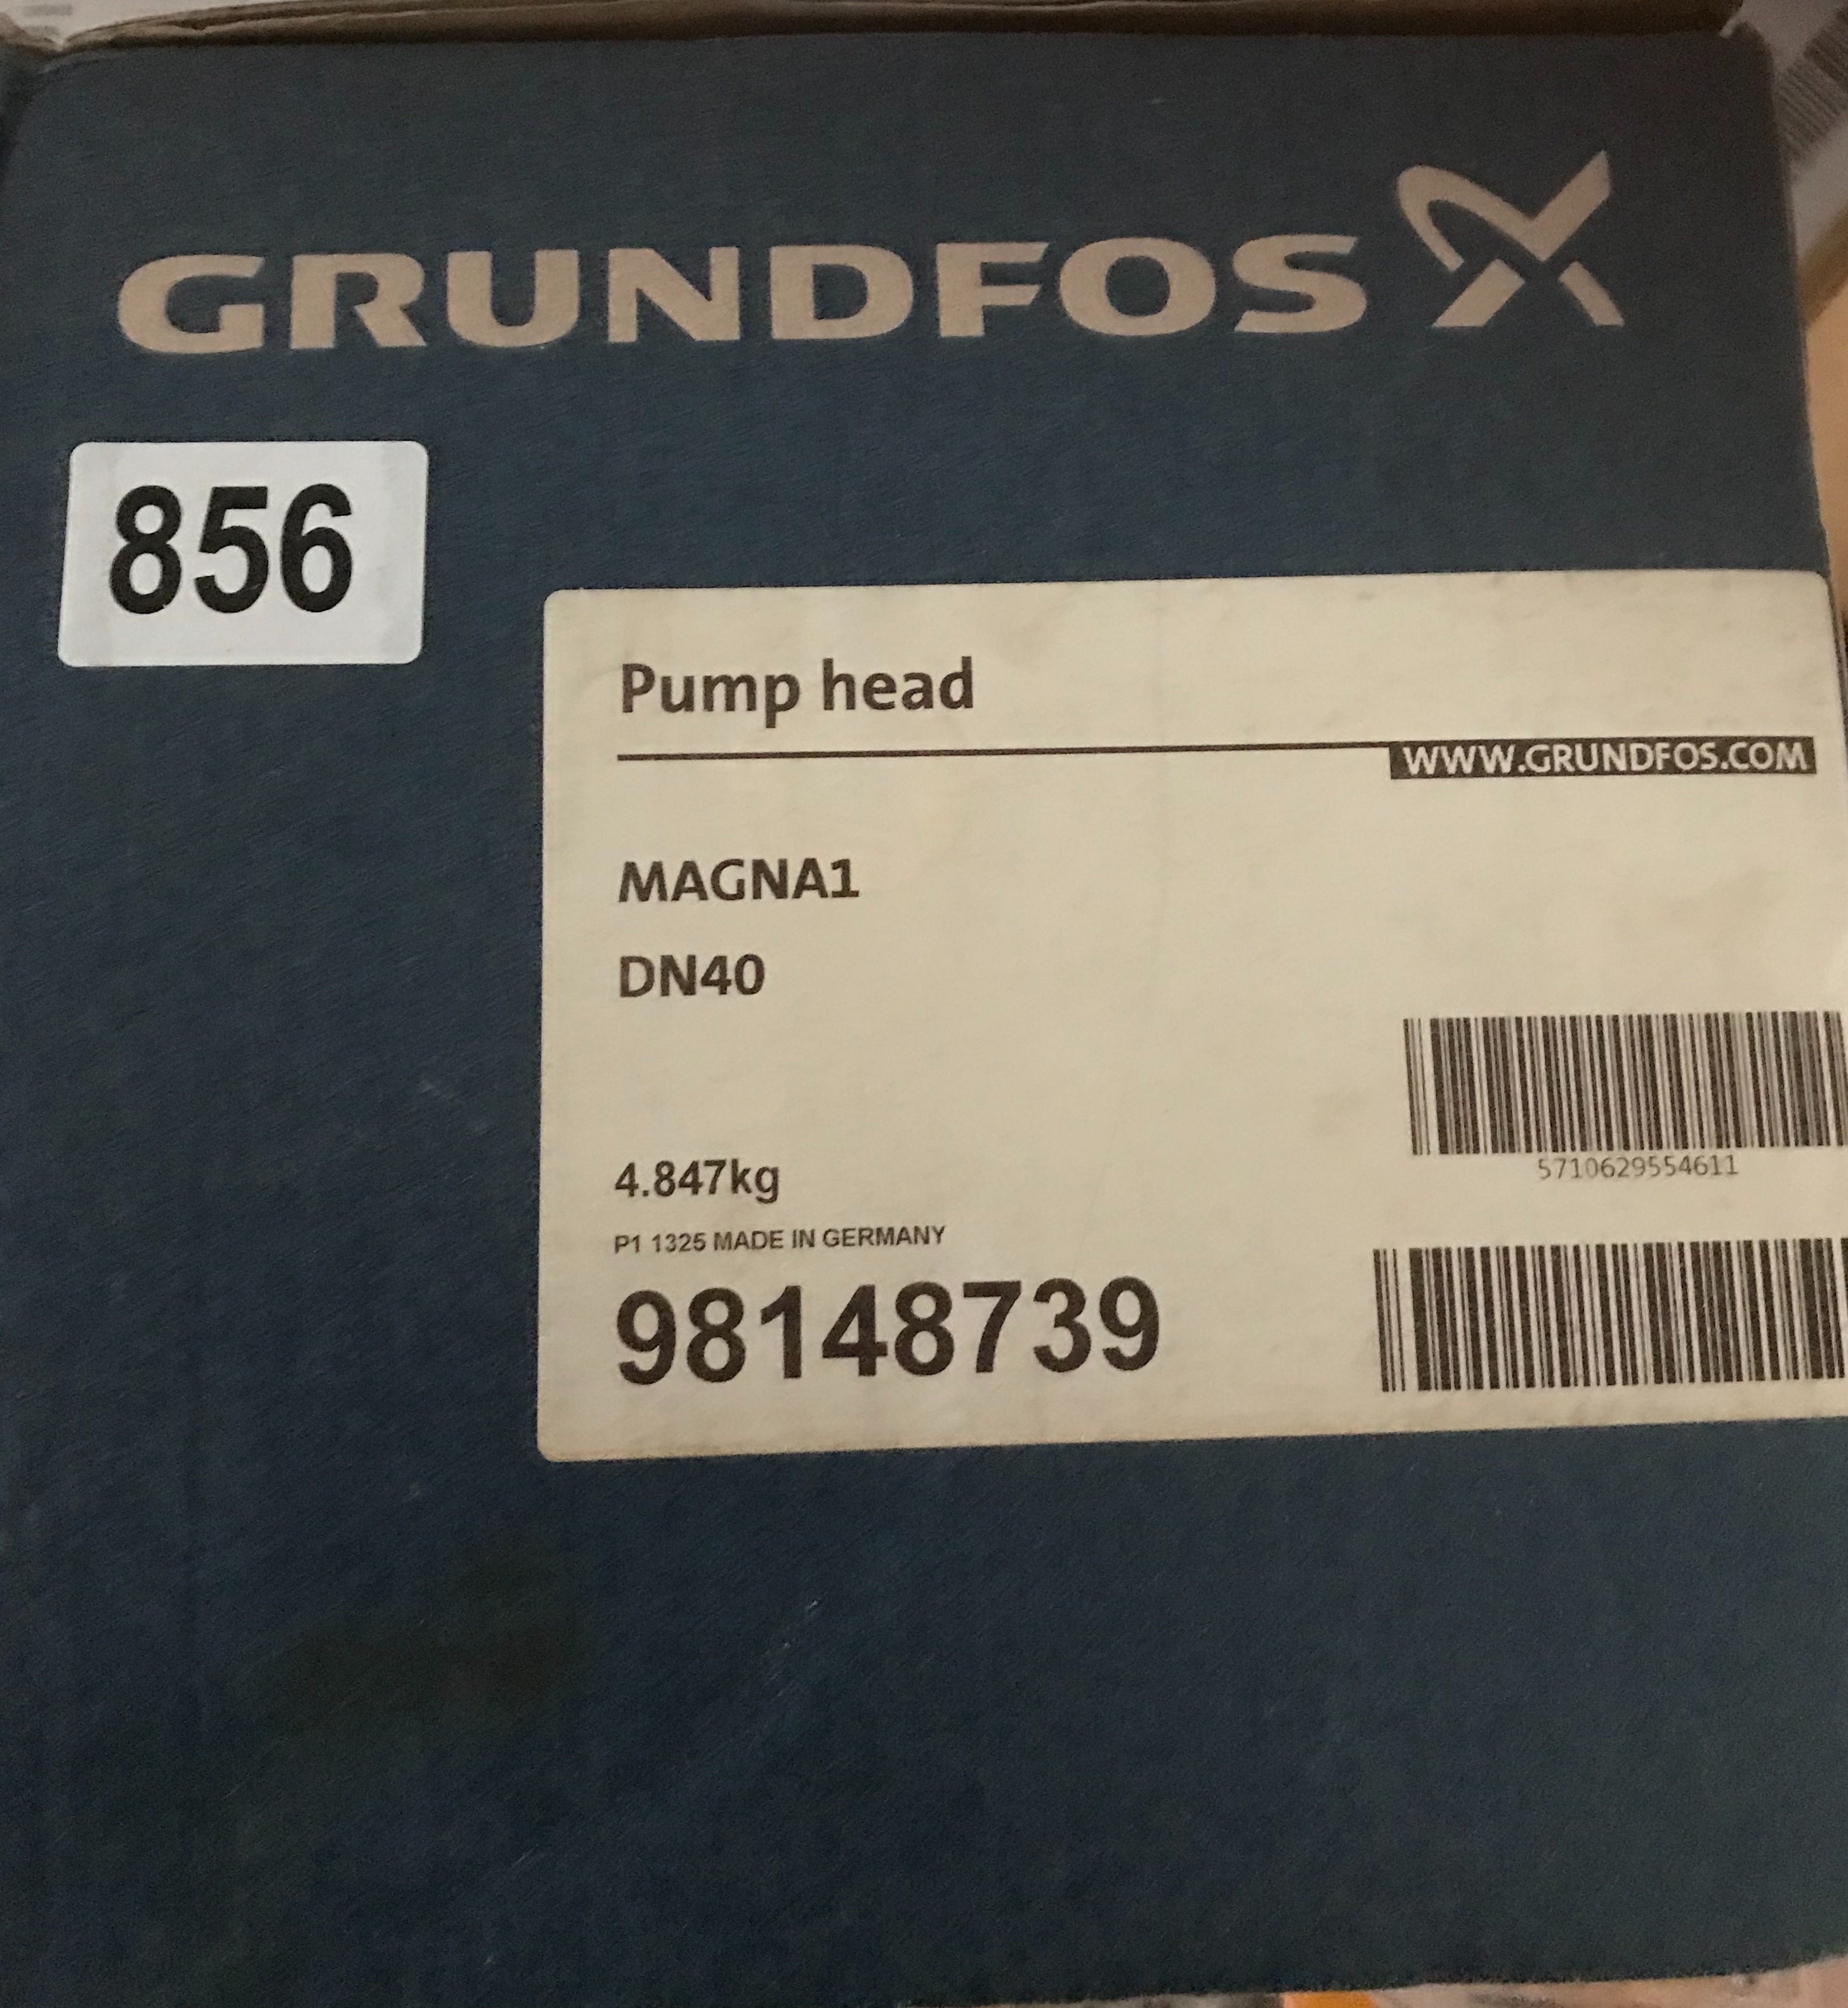 GRUNDFOS
856
Pump head
WWW.GRUNDFOS.COM
MAGNA1
DN40
5710629554611
4.847kg
P1 1325 MADE IN GERMANY
98148739